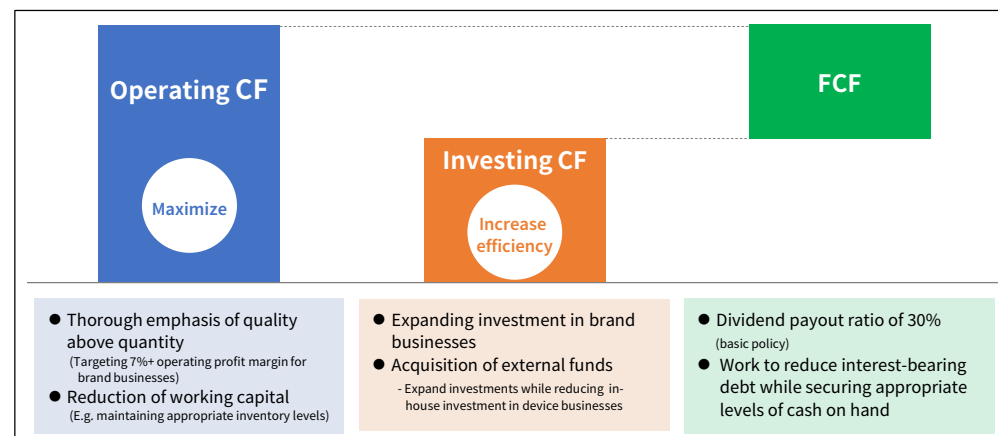 Operating CF
Maximize
Investing CF
Increase
efficiency
FCF
● Thorough emphasis of quality
above quantity
(Targeting 7%+ operating profit margin for
brand businesses)
● Reduction of working capital
(E.g. maintaining appropriate inventory levels)
● Expanding investment in brand
businesses
● Acquisition of external funds
- Expand investments while reducing in-
house investment in device businesses
● Dividend payout ratio of 30%
(basic policy)
● Work to reduce interest-bearing
debt while securing appropriate
levels of cash on hand